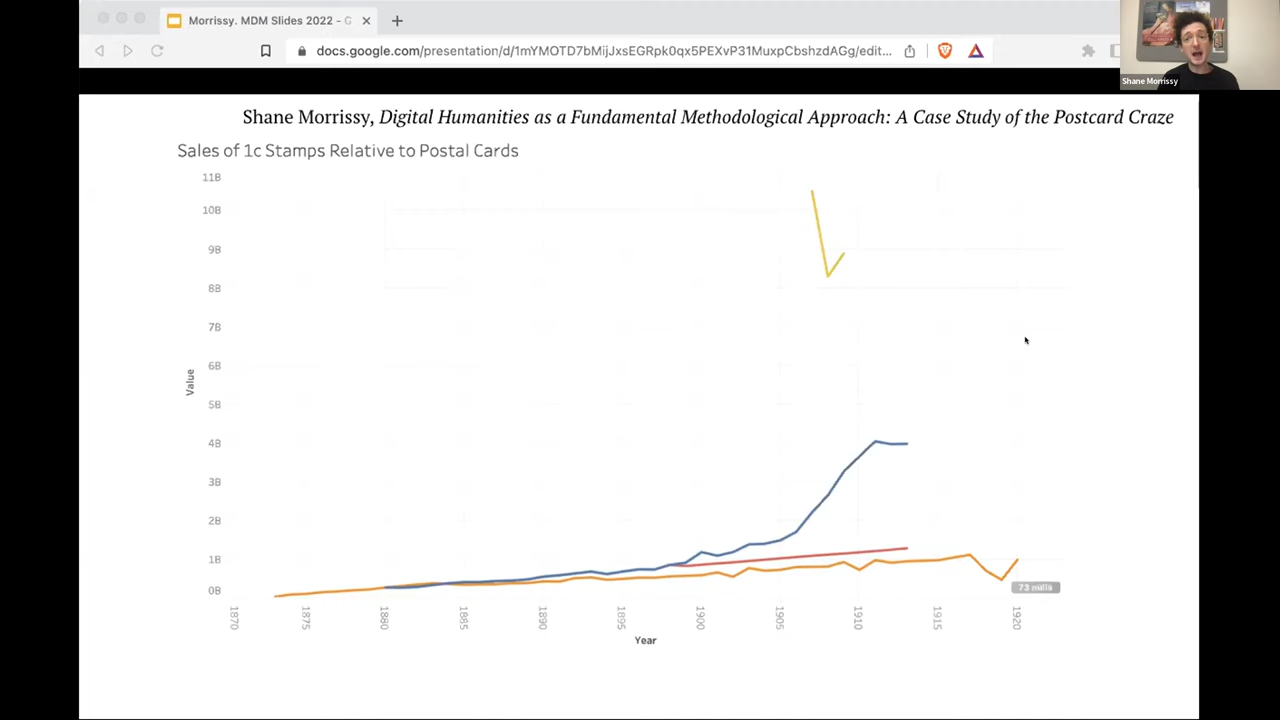 Morrissy. MDM Slides 2022 - G
docs.google.com/presentation/d/1mYMOTD7bMijJxsEGRpk0qx5PEXvP31MuxpCbshzdAGg/edit...
Shane Morrissy
Shane Morrissy, Digital Humanities as a Fundamental Methodological Approach: A Case Study of the Postcard Craze
Sales of 1c Stamps Relative to Postal Cards
11B
10B
9B
8B
7B
6B
5B
4B
3B
2B
1B
0B
Value
73 mills
1870
1875
1880
1885
1890
1895
1900
1905
1910
1915
1920
Year